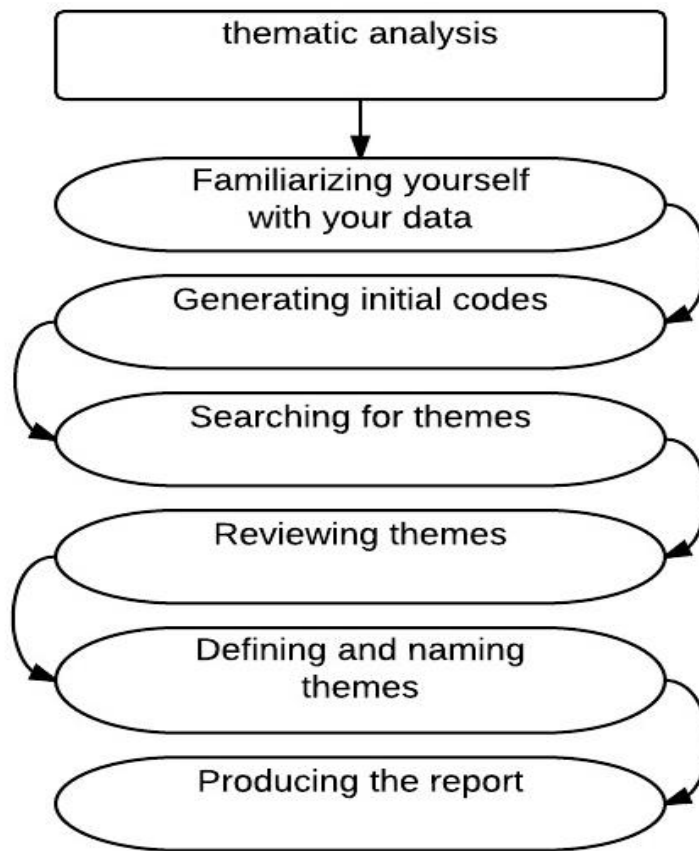 thematic analysis
Familiarizing yourself
with your data
Generating initial codes
Searching for themes
Reviewing themes
Defining and naming
themes
Producing the report